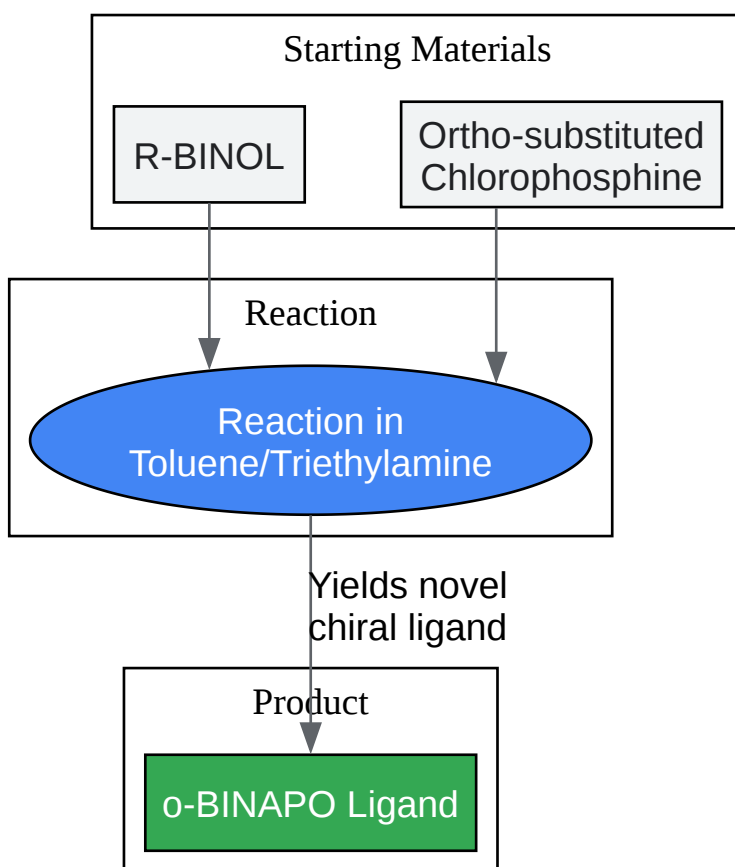 Starting Materials
R-BINOL
Ortho-substituted
Chlorophosphine
Reaction
Reaction in
Toluene/Triethylamine
Yields novel
chiral ligand
Product
o-BINAPO Ligand